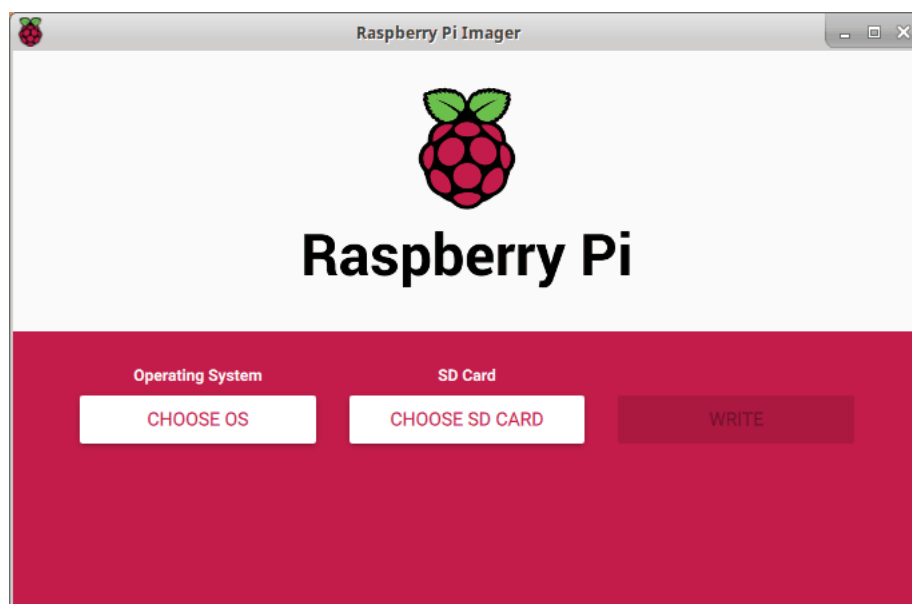 Raspberry Pi Imager
Raspberry Pi
Operating System
SD Card
CHOOSE OS
CHOOSE SD CARD
WRITE